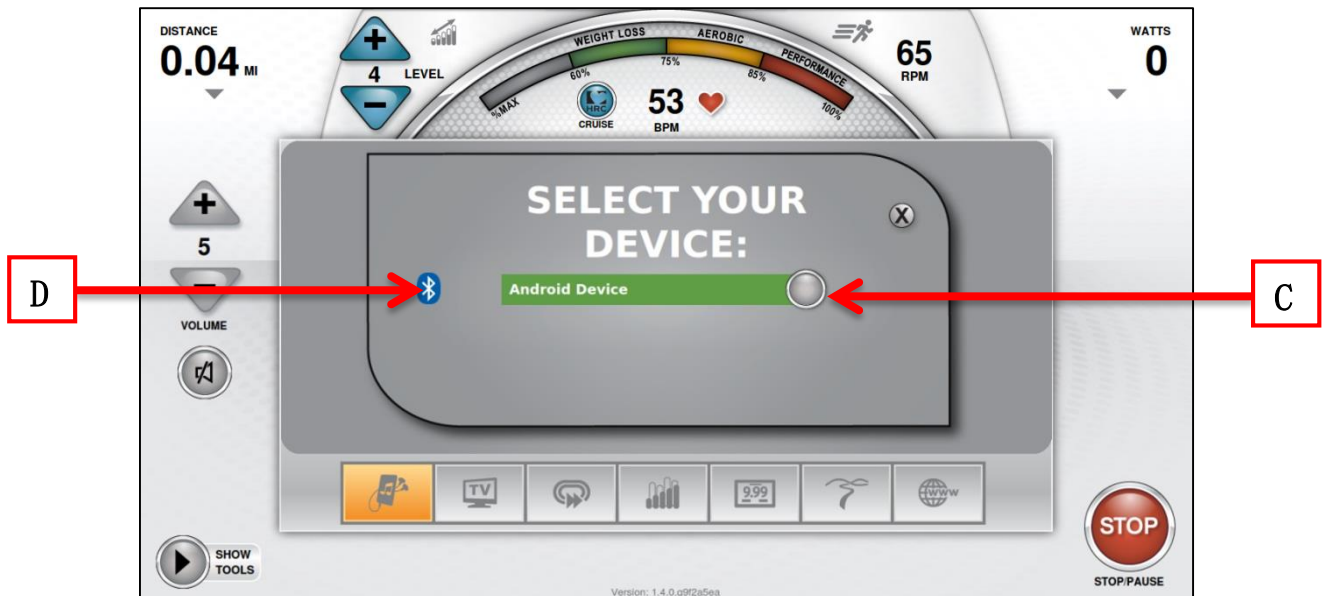 DISTANCE
0.04 MI
4 LEVEL
%MAX
60%
WEIGHT LOSS
75%
AEROBIC
85%
PERFORMANCE
100%
HRC
CRUISE
53
BPM
65
RPM
WATTS
0
5
VOLUME
SELECT YOUR
DEVICE:
X
Android Device
D
C
TV
9.99
WWW
SHOW
TOOLS
STOP
STOP/PAUSE
Version: 1.4.0.g9f2a5ea